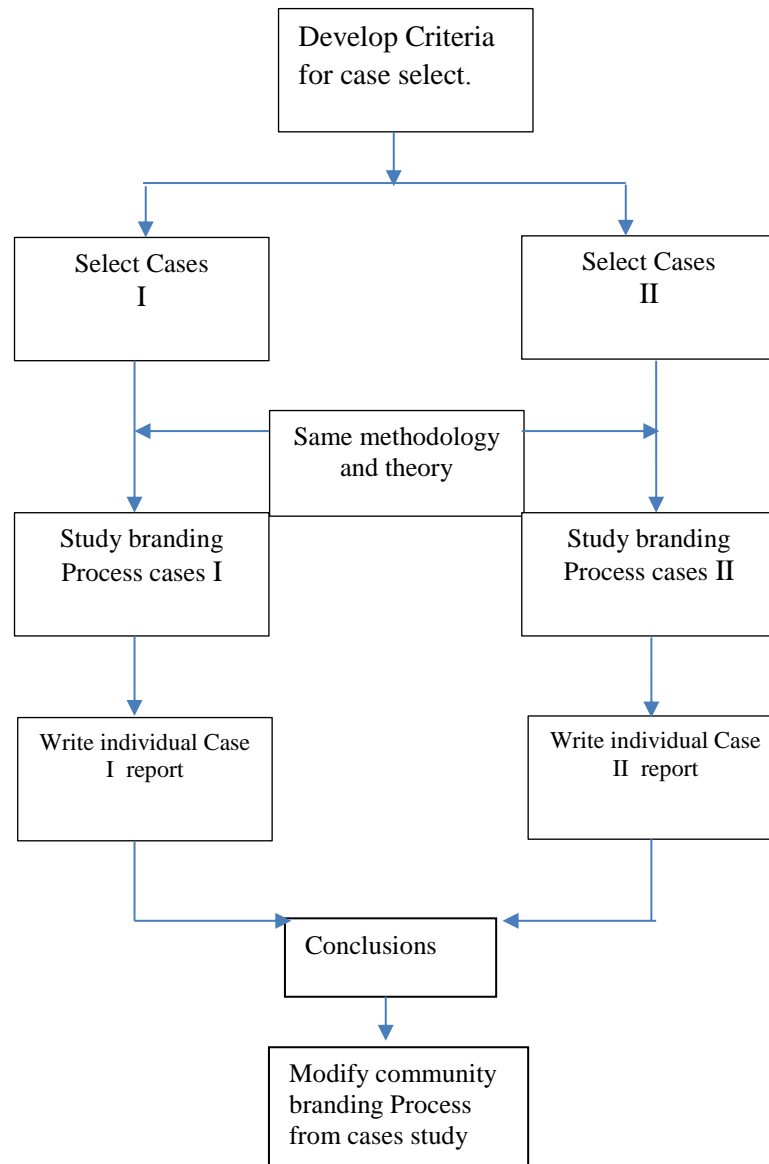 Develop Criteria
for case select.
Select Cases
I
Select Cases
II
Same methodology
and theory
Study branding
Process cases I
Study branding
Process cases II
Write individual Case
I report
Write individual Case
II report
Conclusions
Modify community
branding Process
from cases study